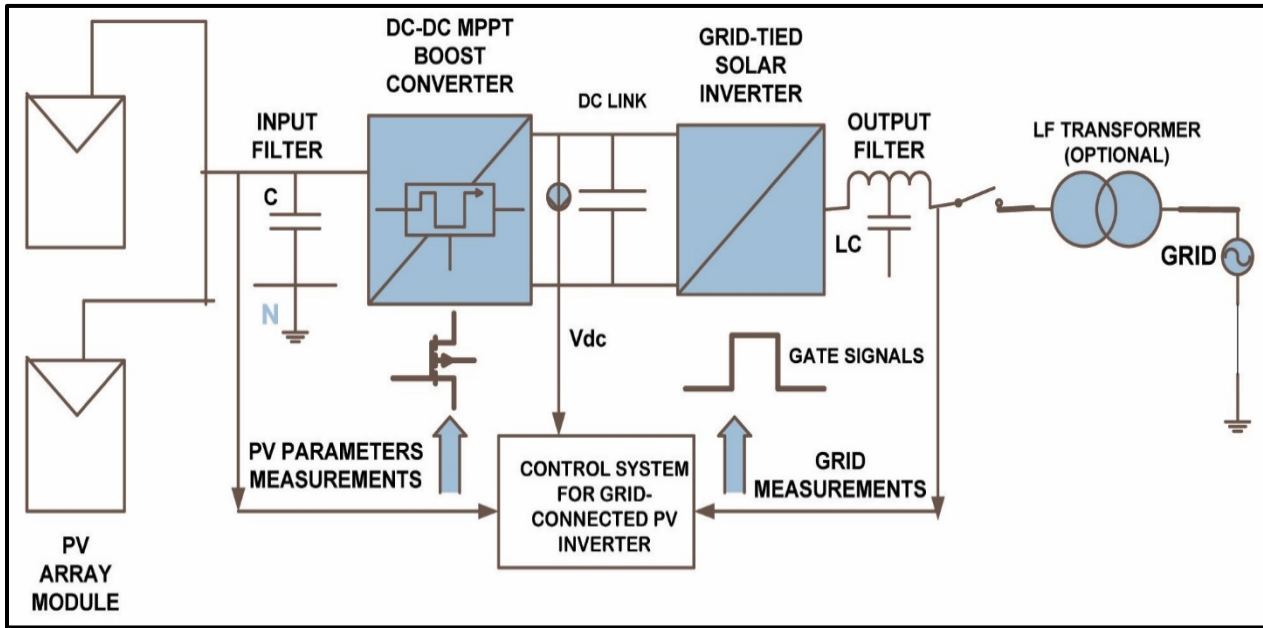 DC-DC MPPT
BOOST
CONVERTER
GRID-TIED
SOLAR
INVERTER
DC LINK
INPUT
FILTER
OUTPUT
FILTER
LF TRANSFORMER
(OPTIONAL)
C
LC
GRID
N
Vdc
GATE SIGNALS
PV PARAMETERS
MEASUREMENTS
CONTROL SYSTEM
FOR GRID-
CONNECTED PV
INVERTER
GRID
MEASUREMENTS
PV
ARRAY
MODULE